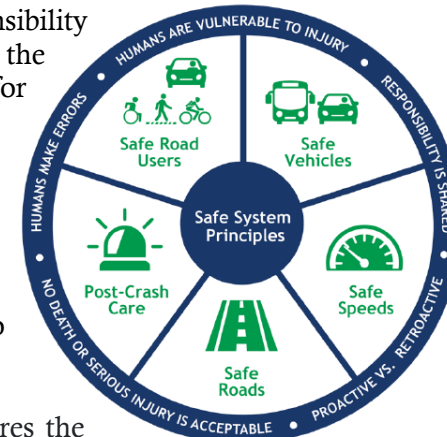 nsibility
the
for
HUMANS ARE VULNERABLE TO INJURY
RESPONSIBILITY IS SHARED
PROACTIVE VS. RETROACTIVE
NO DEATH OR SERIOUS INJURY IS ACCEPTABLE
HUMANS MAKE ERRORS
Safe Road
Users
Safe
Vehicles
Safe System
Principles
Post-Crash
Care
Safe
Speeds
Safe
Roads
o
res the